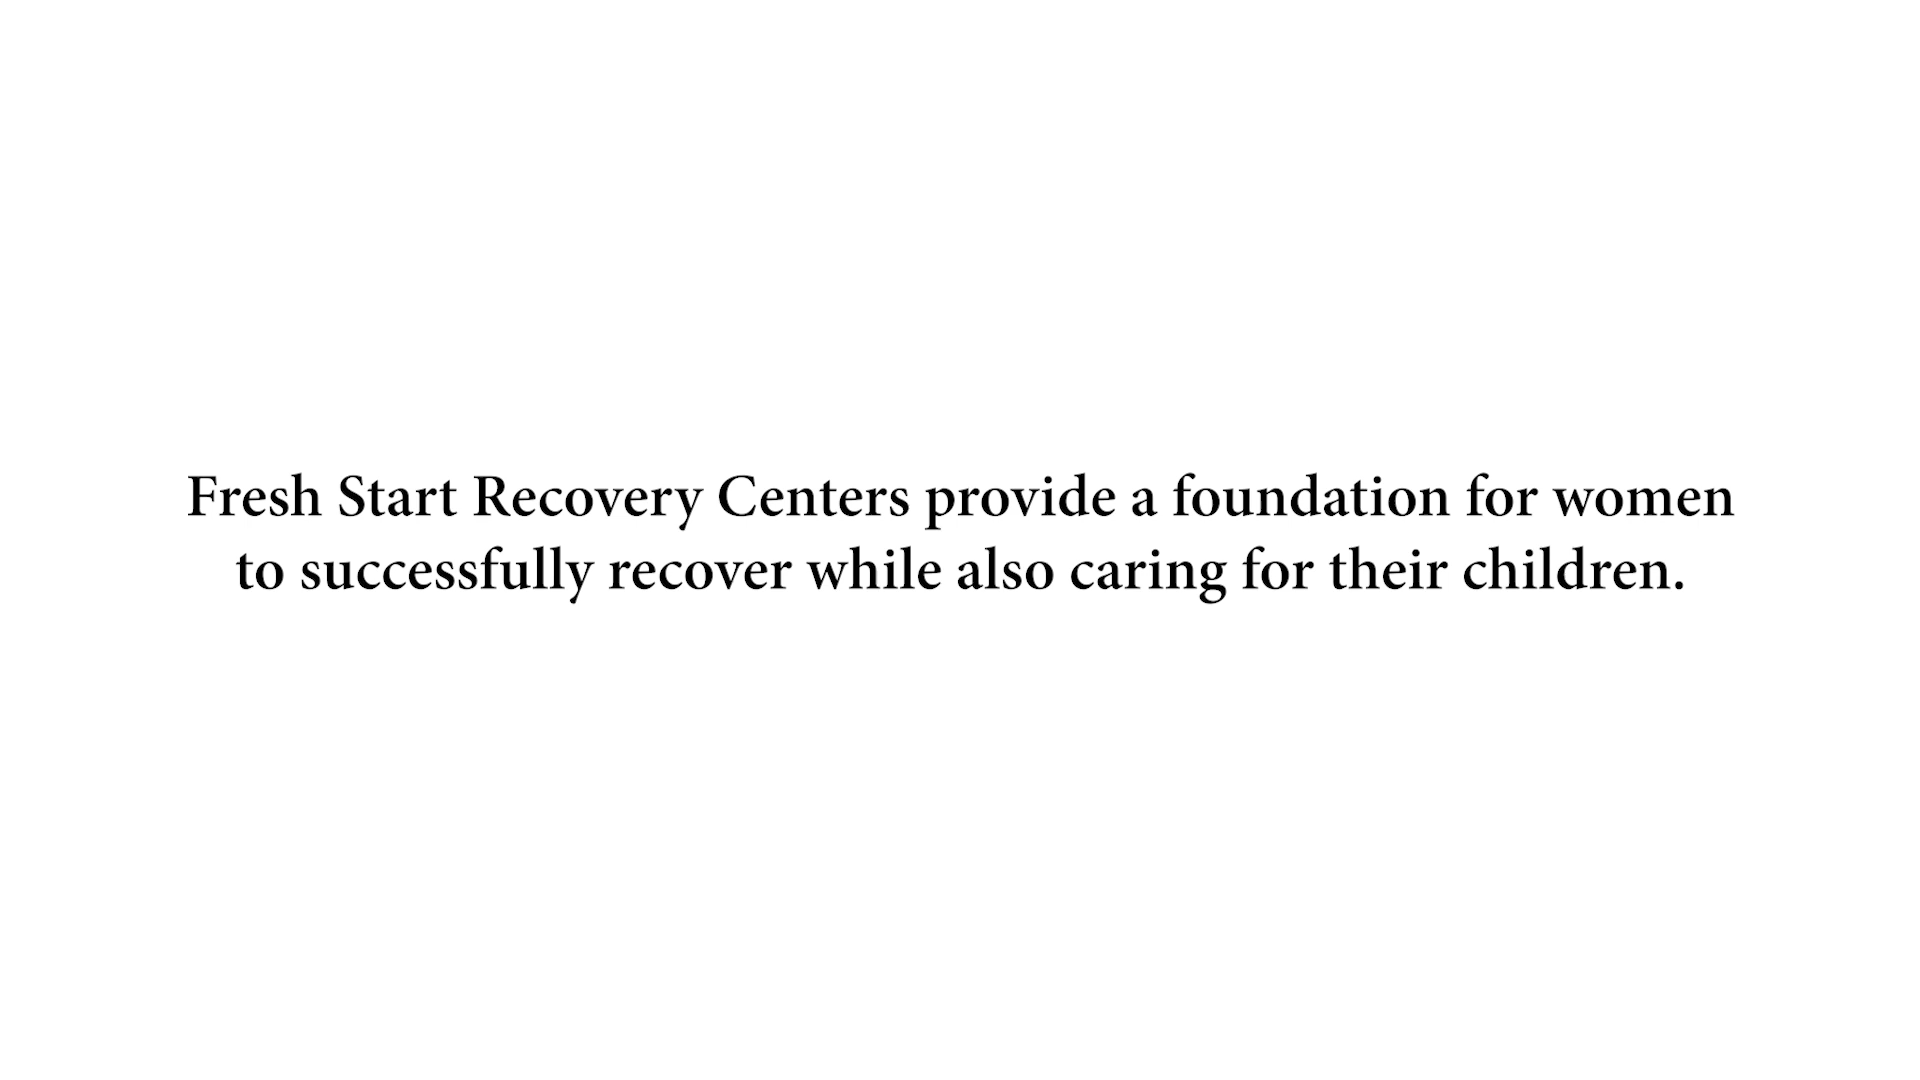 Fresh Start Recovery Centers provide a foundation for women
to successfully recover while also caring for their children.